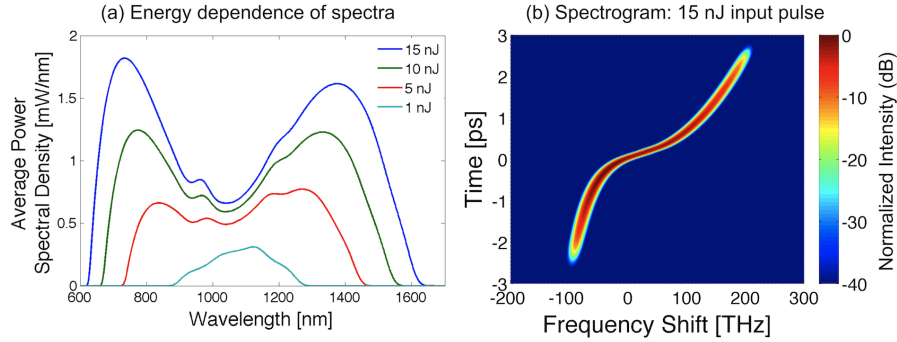 (a) Energy dependence of spectra
2
1.5
1
0.5
0
Average Power
Spectral Density [mW/nm]
15 nJ
10 nJ
5 nJ
1 nJ
600 800 1000 1200 1400 1600
Wavelength [nm]
(b) Spectrogram: 15 nJ input pulse
3
2
1
0
-1
-2
-3
Time [ps]
-200 -100 0 100 200 300
Frequency Shift [THz]
0
-10
-20
-30
-40
Normalized Intensity (dB)